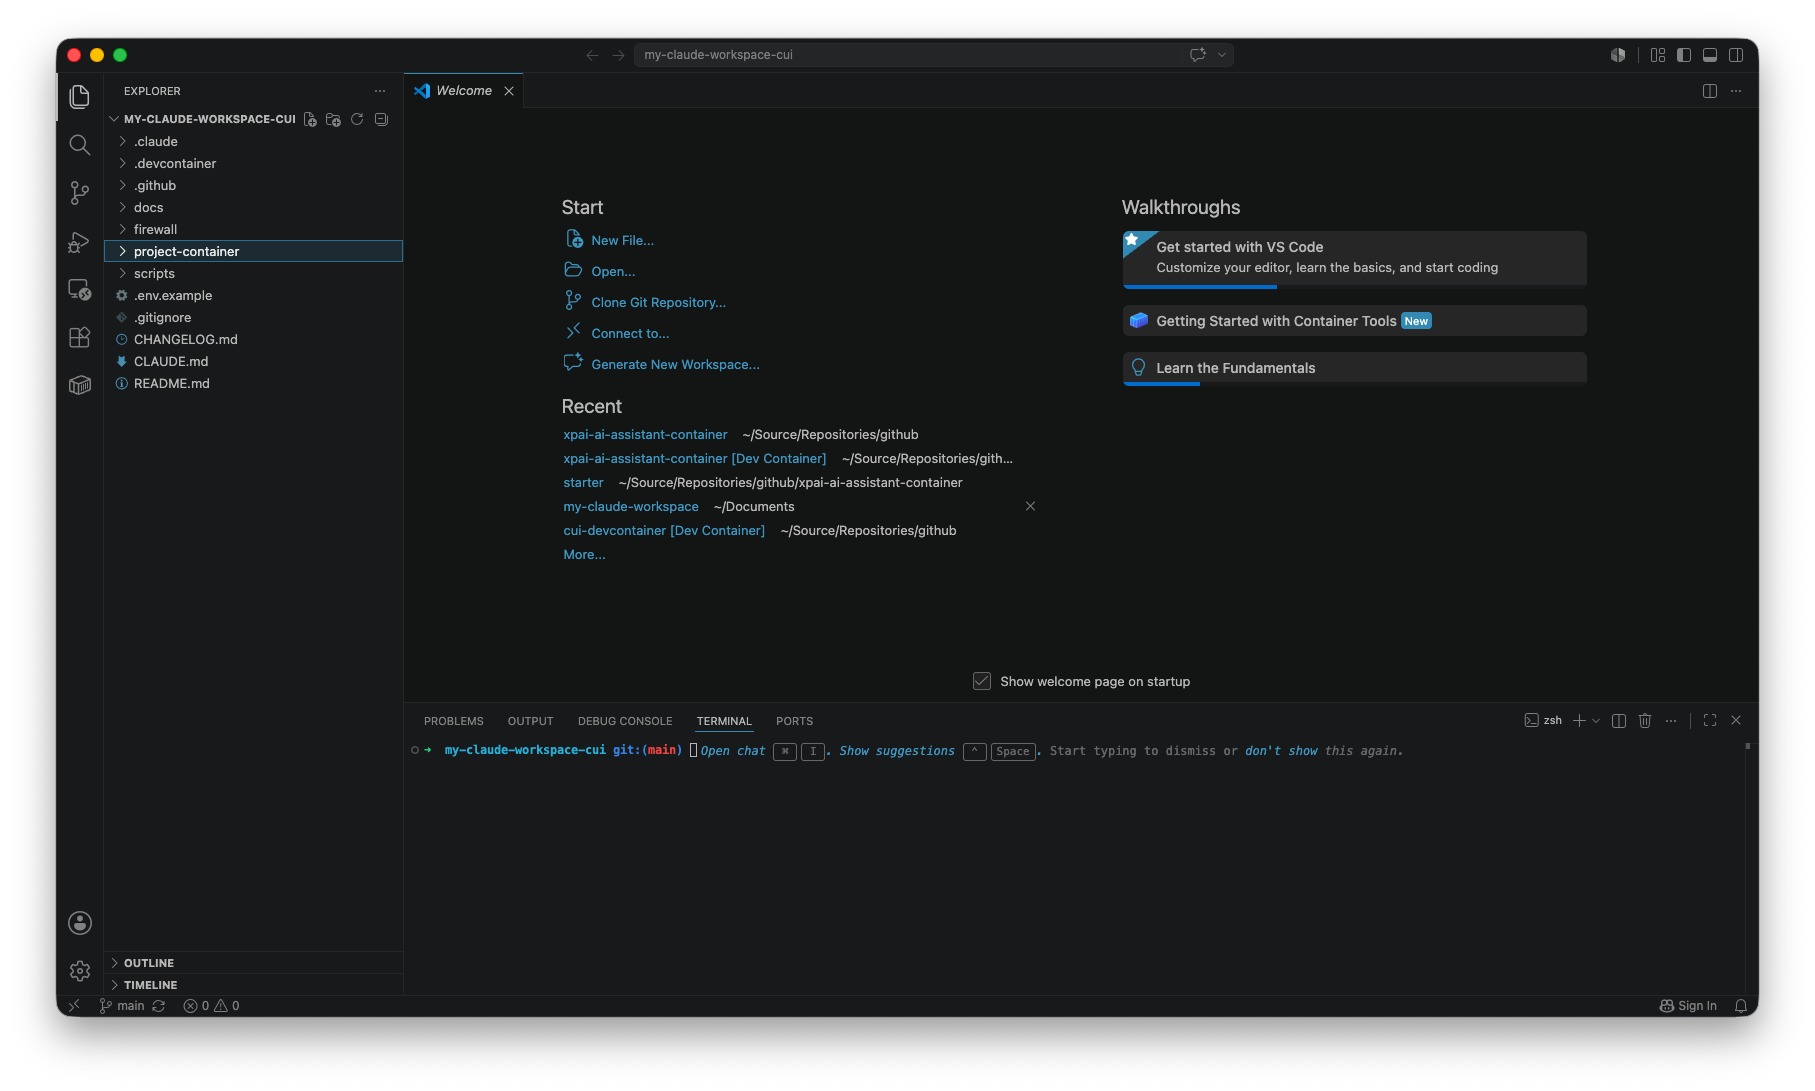 my-claude-workspace-cui
EXPLORER
MY-CLAUDE-WORKSPACE-CUI
.claude
.devcontainer
.github
docs
firewall
project-container
scripts
.env.example
.gitignore
CHANGELOG.md
CLAUDE.md
README.md
OUTLINE
TIMELINE
Welcome
Start
New File...
Open...
Clone Git Repository...
Connect to...
Generate New Workspace...
Recent
xpai-ai-assistant-container ~/Source/Repositories/github
xpai-ai-assistant-container [Dev Container] ~/Source/Repositories/gith...
starter ~/Source/Repositories/github/xpai-ai-assistant-container
my-claude-workspace ~/Documents
cui-devcontainer [Dev Container] ~/Source/Repositories/github
More...
Walkthroughs
Get started with VS Code
Customize your editor, learn the basics, and start coding
Getting Started with Container Tools New
Learn the Fundamentals
Show welcome page on startup
PROBLEMS OUTPUT DEBUG CONSOLE TERMINAL PORTS zsh
→ my-claude-workspace-cui git:(main) Open chat ⌘ I. Show suggestions ^ Space. Start typing to dismiss or don't show this again.
main 0 0 Sign In